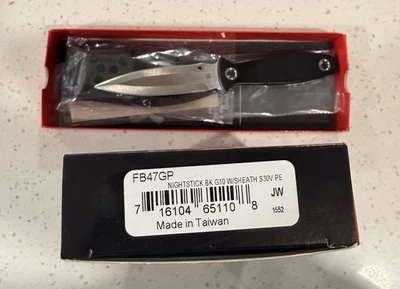 FB47GP
NIGHTSTICK BK G10 W/SHEATH S30V PE
JW
7 16104 65110 8
1552
Made in Taiwan